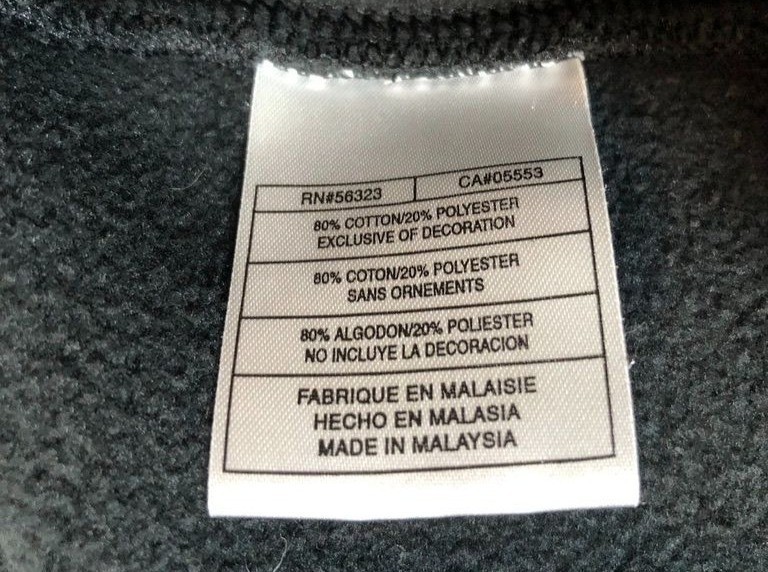 RN#56323 CA#05553
80% COTTON/20% POLYESTER
EXCLUSIVE OF DECORATION
80% COTON/20% POLYESTER
SANS ORNEMENTS
80% ALGODON/20% POLIESTER
NO INCLUYE LA DECORACION
FABRIQUE EN MALAISIE
HECHO EN MALASIA
MADE IN MALAYSIA